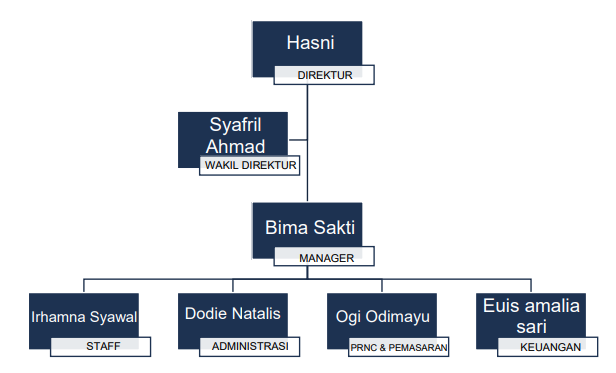 Hasni
DIREKTUR
Syafril
Ahmad
WAKIL DIREKTUR
Bima Sakti
MANAGER
Irhamna Syawal
STAFF
Dodie Natalis
ADMINISTRASI
Ogi Odimayu
PRNC & PEMASARAN
Euis amalia
sari
KEUANGAN